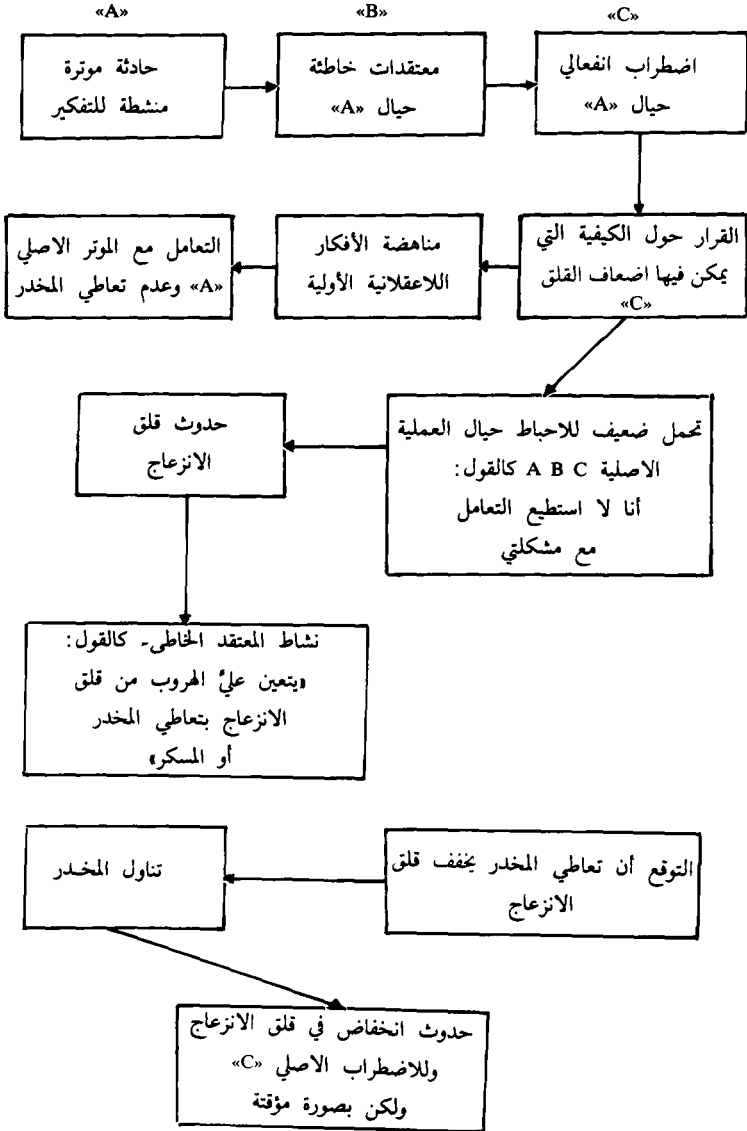 «A»
«B»
«C»
حادثة موترة
منشطة للتفكير
معتقدات خاطئة
حيال «A»
اضطراب انفعالي
حيال «A»
القرار حول الكيفية التي
يمكن فيها اضعاف القلق
«C»
مناهضة الأفكار
اللاعقلانية الأولية
التعامل مع الموتر الاصلي
«A» وعدم تعاطي المخدر
تحمل ضعيف للاحباط حيال العملية
الاصلية A B C كالقول:
أنا لا استطيع التعامل
مع مشكلتي
حدوث قلق
الانزعاج
نشاط المعتقد الخاطى- كالقول:
«يتعين عليَّ الهروب من قلق
الانزعاج بتعاطي المخدر
أو المسكر»
التوقع أن تعاطي المخدر يخفف قلق
الانزعاج
تناول المخدر
حدوث انخفاض في قلق الانزعاج
وللاضطراب الاصلي «C»
ولكن بصورة مؤقتة